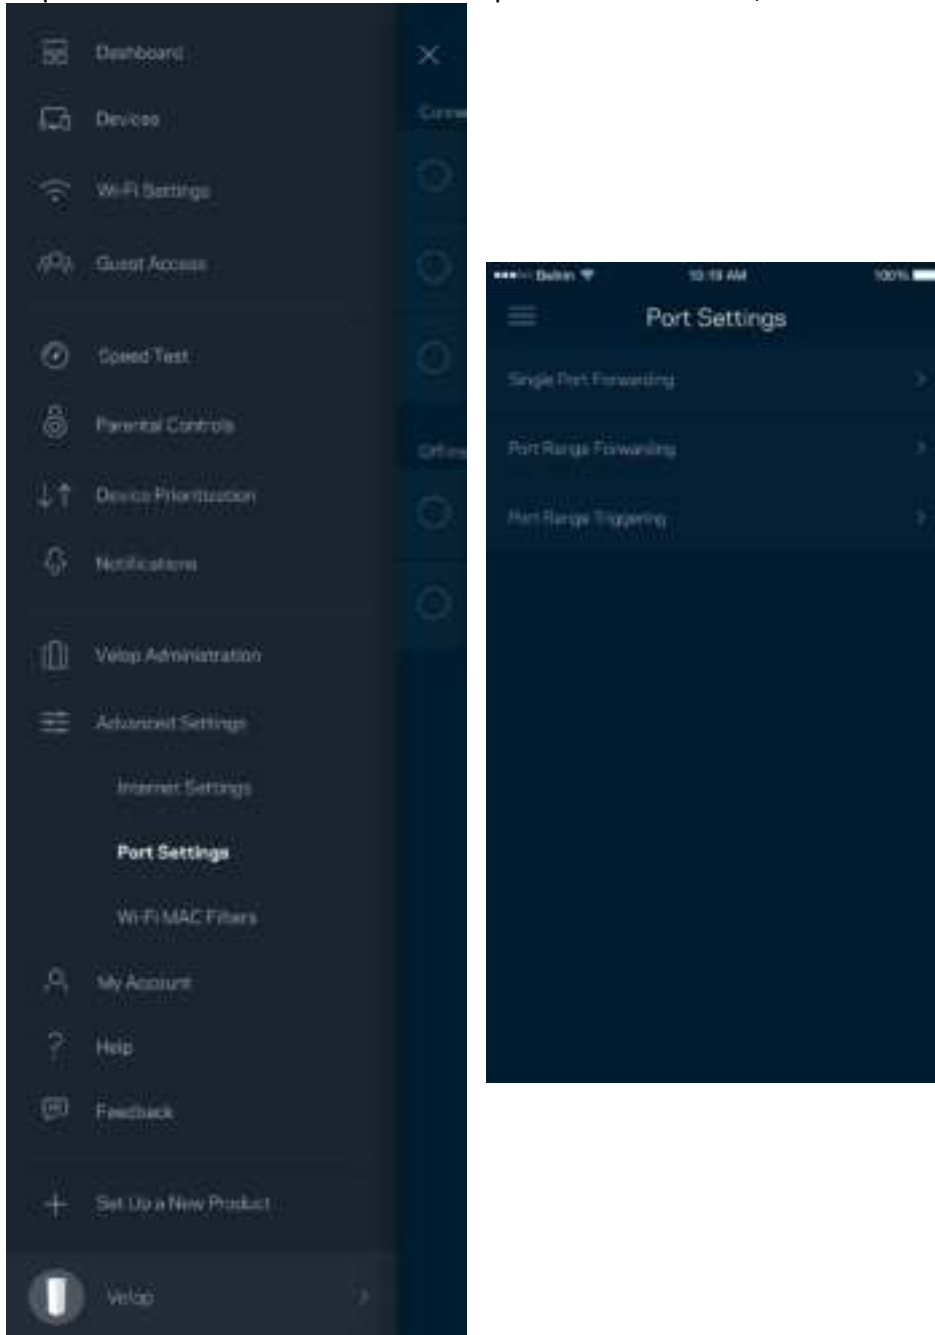 Dashboard
Devices
Wi-Fi Settings
Guest Access
Speed Test
Parental Controls
Device Prioritization
Notifications
Velop Administration
Advanced Settings
Internet Settings
Port Settings
Wi-Fi MAC Filters
My Account
Help
Feedback
Set Up a New Product
Velop
Belkin 10:19 AM 100%
Port Settings
Single Port Forwarding
Port Range Forwarding
Port Range Triggering